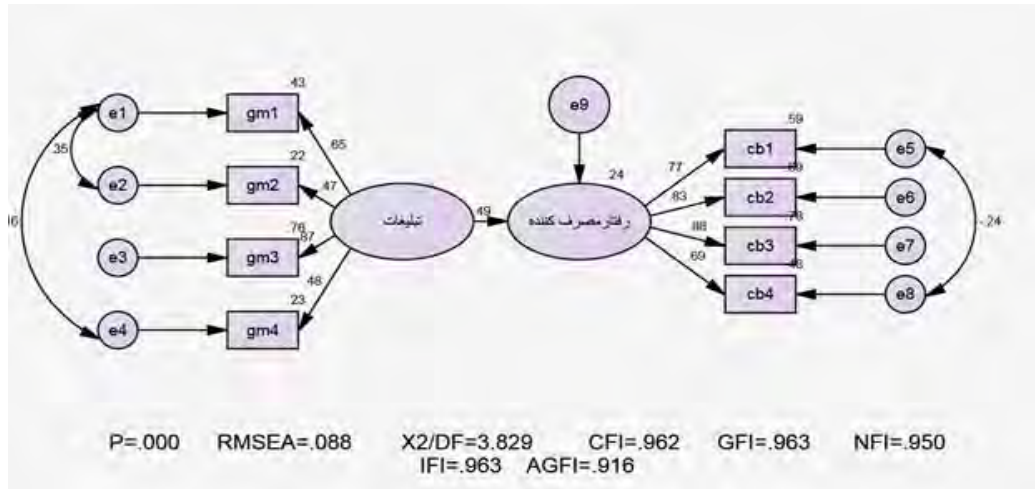 .43
e1 gm1
.65
.35
.22
e2 gm2
.47
تبلیغات
.76
.87
e3 gm3
.48
.23
e4 gm4
.49
e9
.24
رفتارمصرف کننده
.59
.77 cb1 e5
.83 cb2 e6
.88 cb3 e7
.69 cb4 e8
-.24
P=.000 RMSEA=.088 X2/DF=3.829 CFI=.962 GFI=.963 NFI=.950
IFI=.963 AGFI=.916